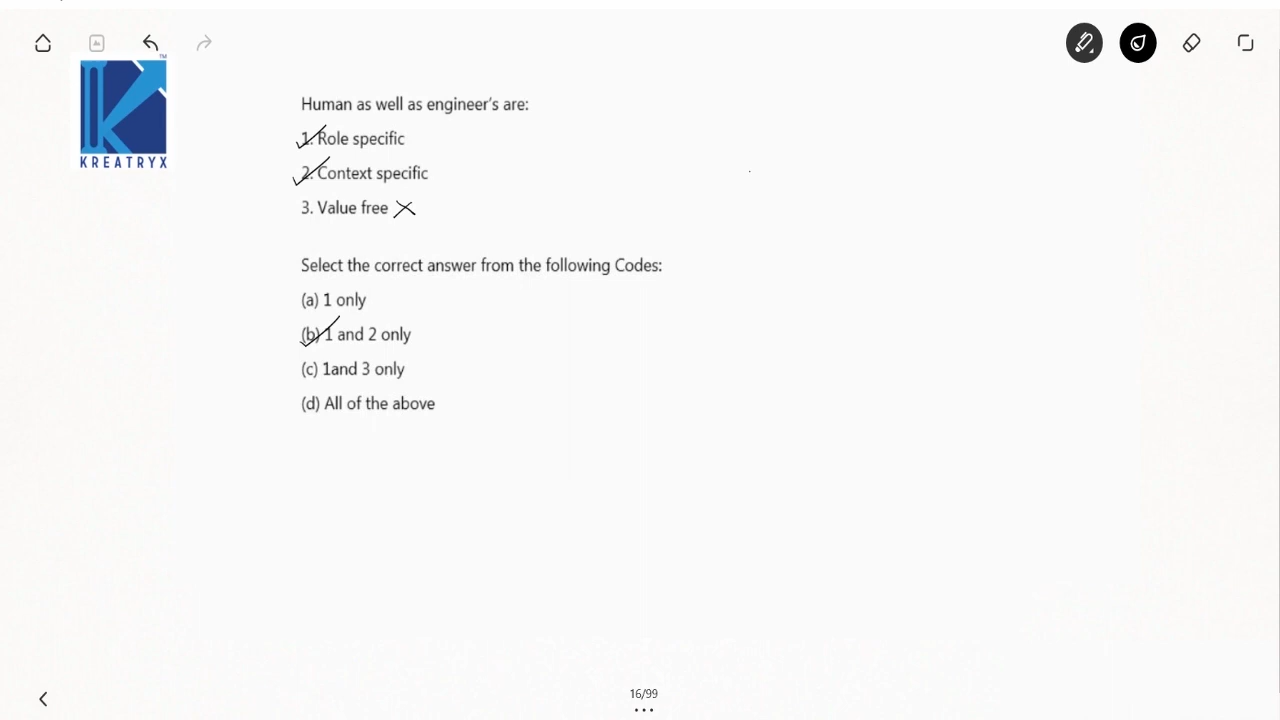 TM
KREATRYX
Human as well as engineer's are:
1. Role specific
2. Context specific
3. Value free
Select the correct answer from the following Codes:
(a) 1 only
(b) 1 and 2 only
(c) 1and 3 only
(d) All of the above
16/99